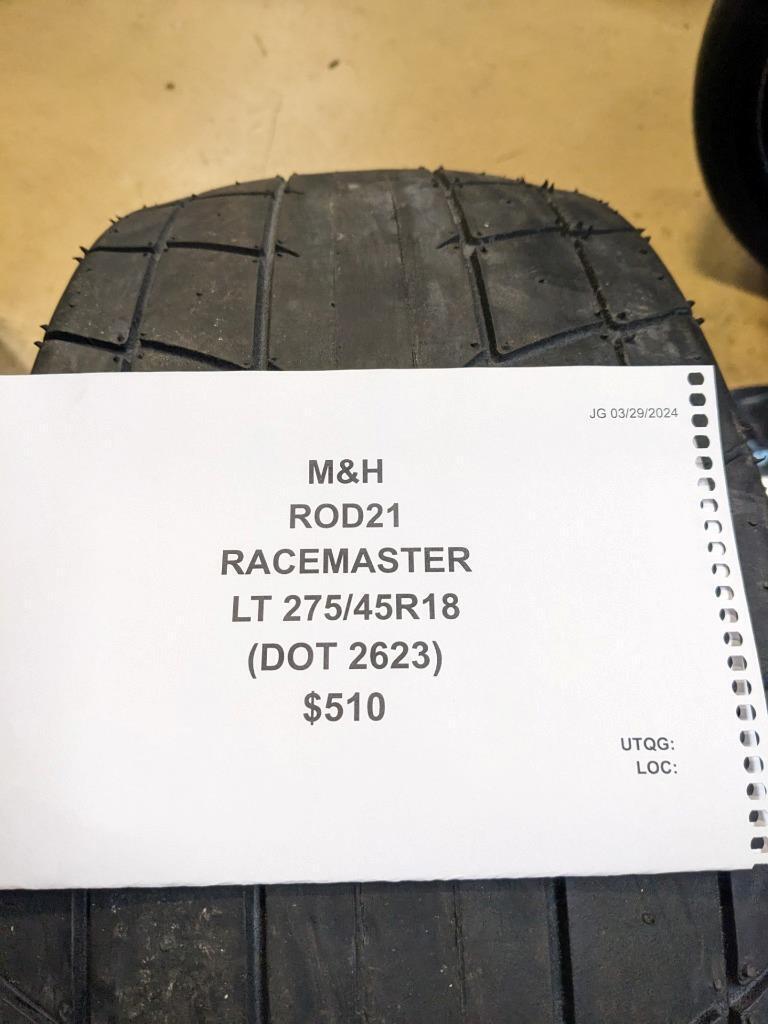 JG 03/29/2024
M&H
ROD21
RACEMASTER
LT 275/45R18
(DOT 2623)
$510
UTQG:
LOC: